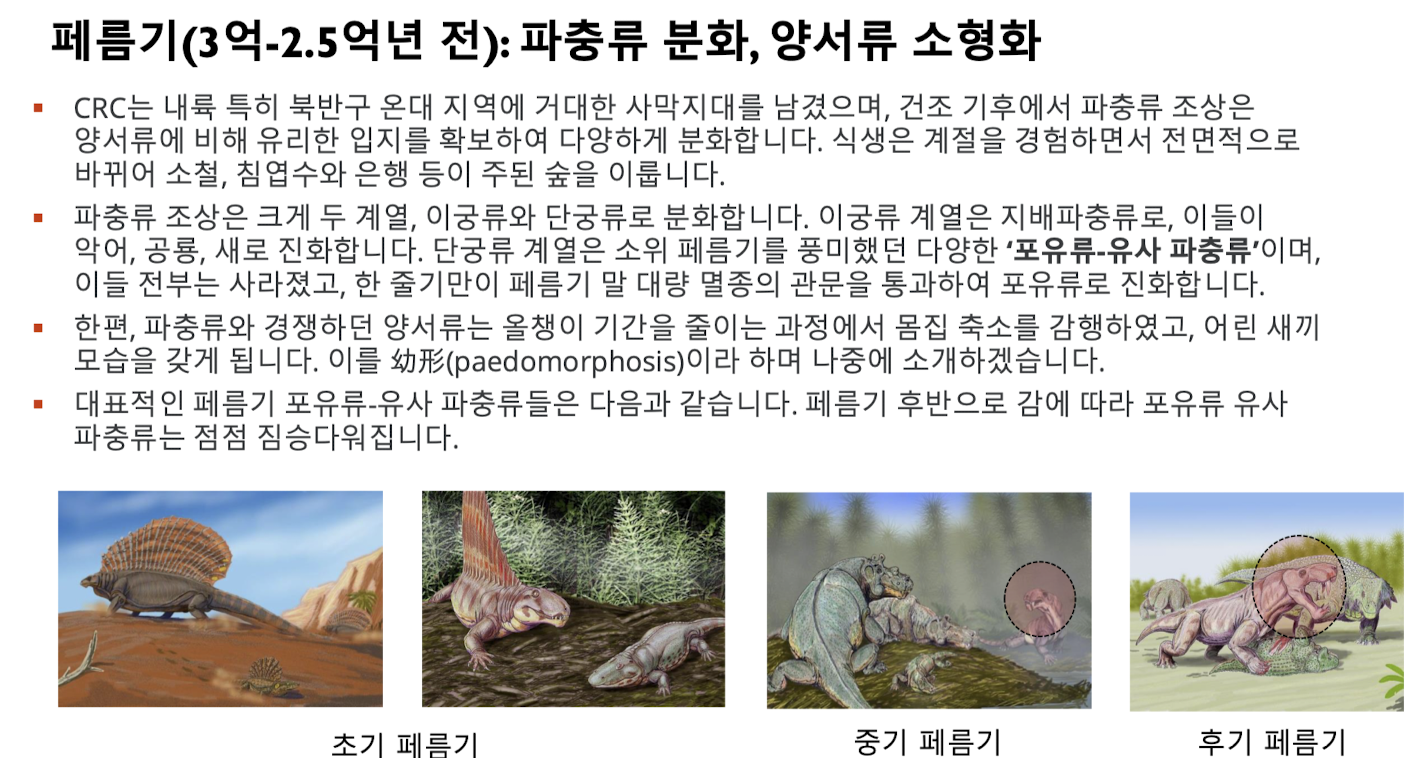 페름기(3억-2.5억년 전): 파충류 분화, 양서류 소형화
CRC는 내륙 특히 북반구 온대 지역에 거대한 사막지대를 남겼으며, 건조 기후에서 파충류 조상은
양서류에 비해 유리한 입지를 확보하여 다양하게 분화합니다. 식생은 계절을 경험하면서 전면적으로
바뀌어 소철, 침엽수와 은행 등이 주된 숲을 이룹니다.
파충류 조상은 크게 두 계열, 이궁류와 단궁류로 분화합니다. 이궁류 계열은 지배파충류로, 이들이
악어, 공룡, 새로 진화합니다. 단궁류 계열은 소위 페름기를 풍미했던 다양한 ‘포유류-유사 파충류’이며,
이들 전부는 사라졌고, 한 줄기만이 페름기 말 대량 멸종의 관문을 통과하여 포유류로 진화합니다.
한편, 파충류와 경쟁하던 양서류는 올챙이 기간을 줄이는 과정에서 몸집 축소를 감행하였고, 어린 새끼
모습을 갖게 됩니다. 이를 幼形(paedomorphosis)이라 하며 나중에 소개하겠습니다.
대표적인 페름기 포유류-유사 파충류들은 다음과 같습니다. 페름기 후반으로 감에 따라 포유류 유사
파충류는 점점 짐승다워집니다.
초기 페름기
중기 페름기
후기 페름기